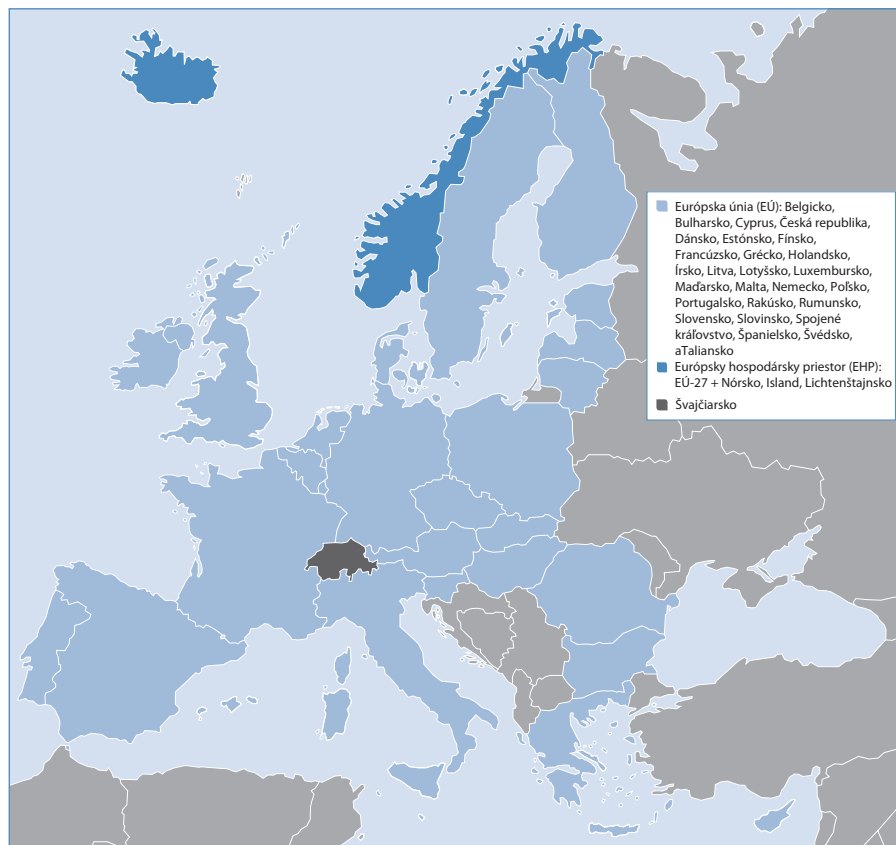 Európska únia (EÚ): Belgicko,
Bulharsko, Cyprus, Česká republika,
Dánsko, Estónsko, Fínsko,
Francúzsko, Grécko, Holandsko,
Írsko, Litva, Lotyšsko, Luxembursko,
Maďarsko, Malta, Nemecko, Poľsko,
Portugalsko, Rakúsko, Rumunsko,
Slovensko, Slovinsko, Spojené
kráľovstvo, Španielsko, Švédsko,
aTaliansko
Európsky hospodársky priestor (EHP):
EÚ-27 + Nórsko, Island, Lichtenštajnsko
Švajčiarsko